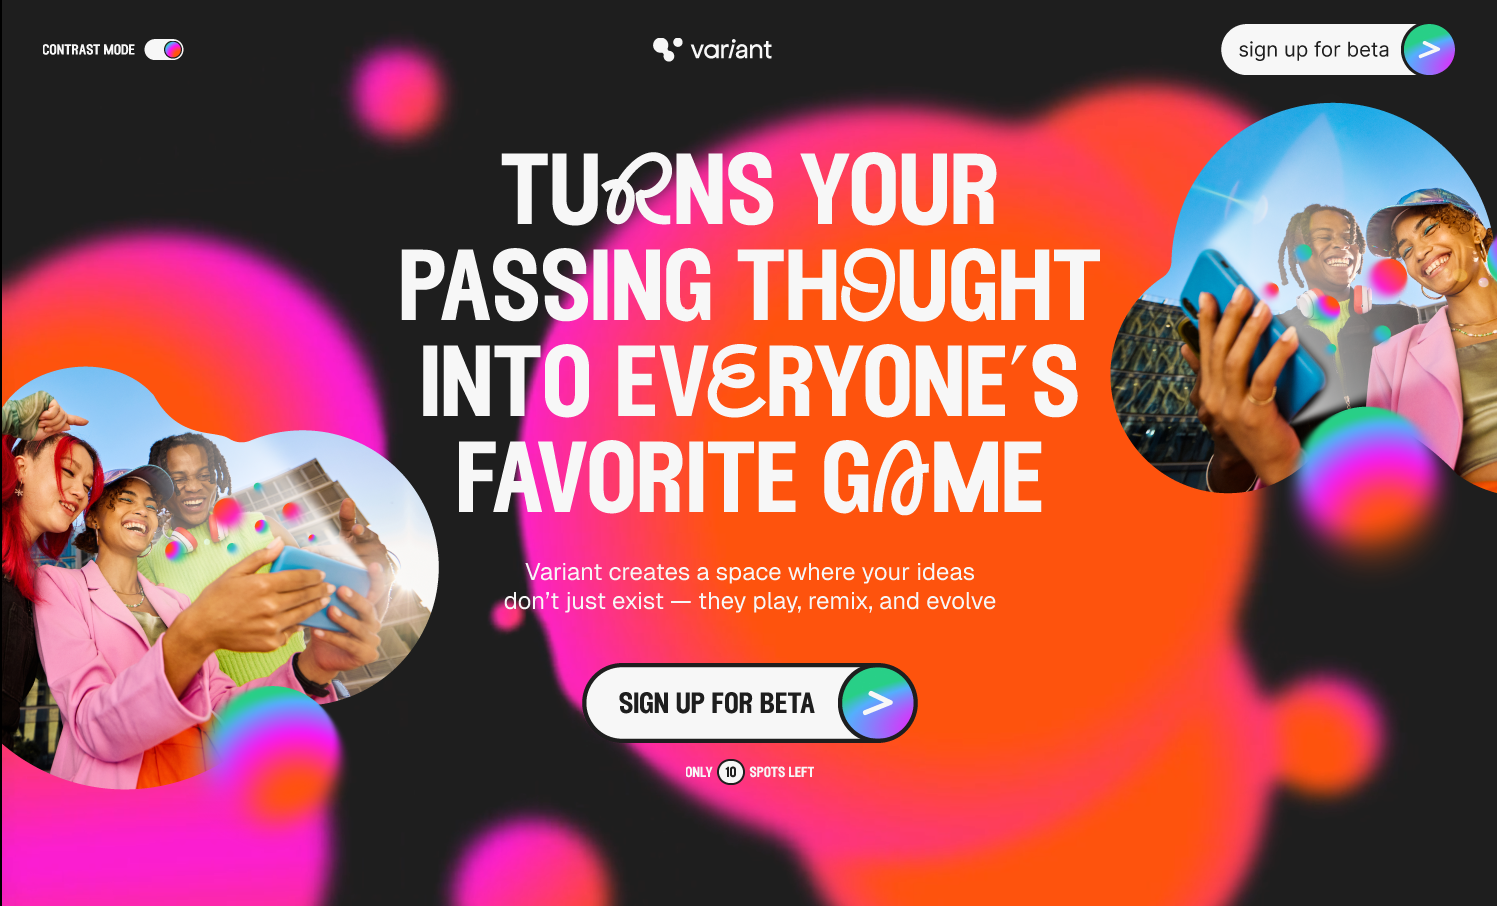 CONTRAST MODE
variant
sign up for beta
TURNS YOUR
PASSING THOUGHT
INTO EVERYONE´S
FAVORITE GAME
Variant creates a space where your ideas
don’t just exist — they play, remix, and evolve
SIGN UP FOR BETA
ONLY 10 SPOTS LEFT